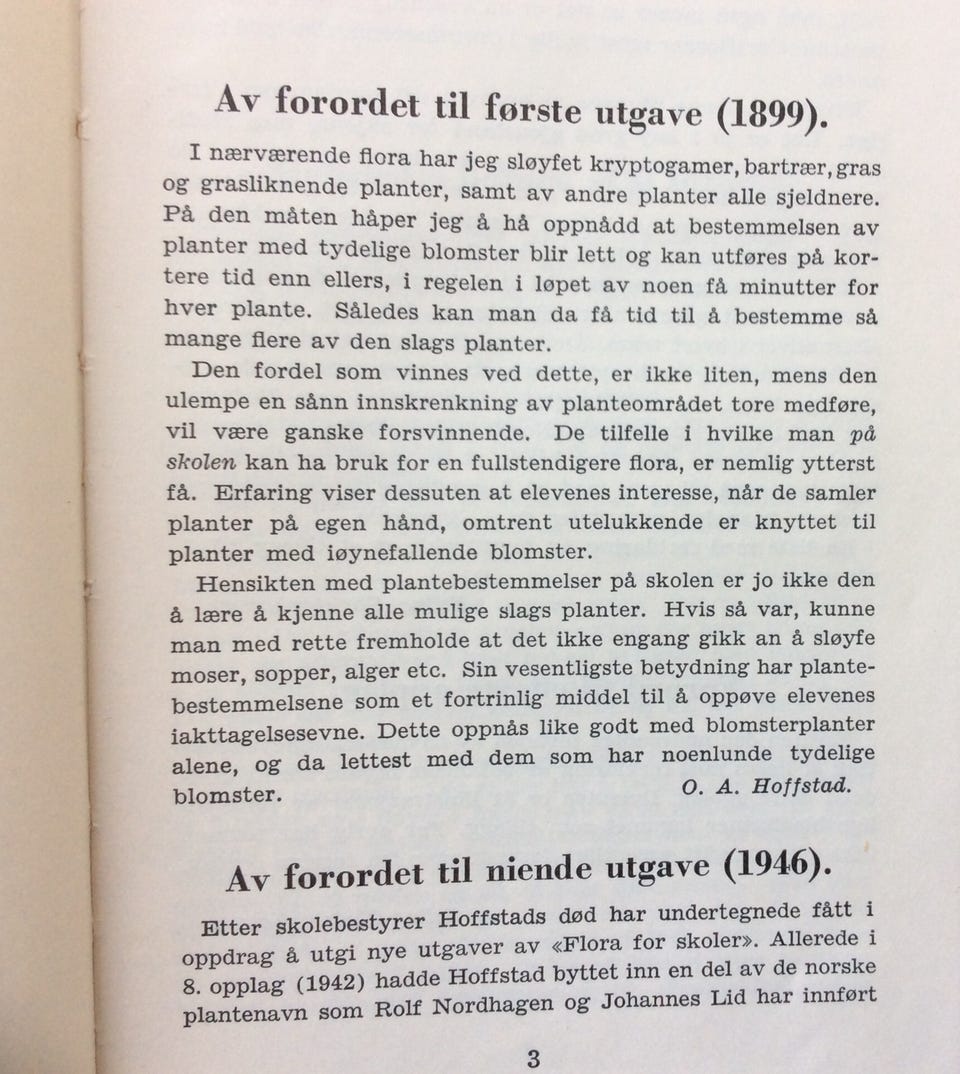 Av forordet til første utgave (1899).
I nærværende flora har jeg sløyfet kryptogamer, bartrær, gras
og grasliknende planter, samt av andre planter alle sjeldnere.
På den måten håper jeg å hå oppnådd at bestemmelsen av
planter med tydelige blomster blir lett og kan utføres på kor-
tere tid enn ellers, i regelen i løpet av noen få minutter for
hver plante. Således kan man da få tid til å bestemme så
mange flere av den slags planter.
Den fordel som vinnes ved dette, er ikke liten, mens den
ulempe en sånn innskrenkning av planteområdet tore medføre,
vil være ganske forsvinnende. De tilfelle i hvilke man på
skolen kan ha bruk for en fullstendigere flora, er nemlig ytterst
få. Erfaring viser dessuten at elevenes interesse, når de samler
planter på egen hånd, omtrent utelukkende er knyttet til
planter med iøynefallende blomster.
Hensikten med plantebestemmelser på skolen er jo ikke den
å lære å kjenne alle mulige slags planter. Hvis så var, kunne
man med rette fremholde at det ikke engang gikk an å sløyfe
moser, sopper, alger etc. Sin vesentligste betydning har plante-
bestemmelsene som et fortrinlig middel til å oppøve elevenes
iakttagelsesevne. Dette oppnås like godt med blomsterplanter
alene, og da lettest med dem som har noenlunde tydelige
blomster. O. A. Hoffstad.
Av forordet til niende utgave (1946).
Etter skolebestyrer Hoffstads død har undertegnede fått i
oppdrag å utgi nye utgaver av «Flora for skoler». Allerede i
8. opplag (1942) hadde Hoffstad byttet inn en del av de norske
plantenavn som Rolf Nordhagen og Johannes Lid har innført
3